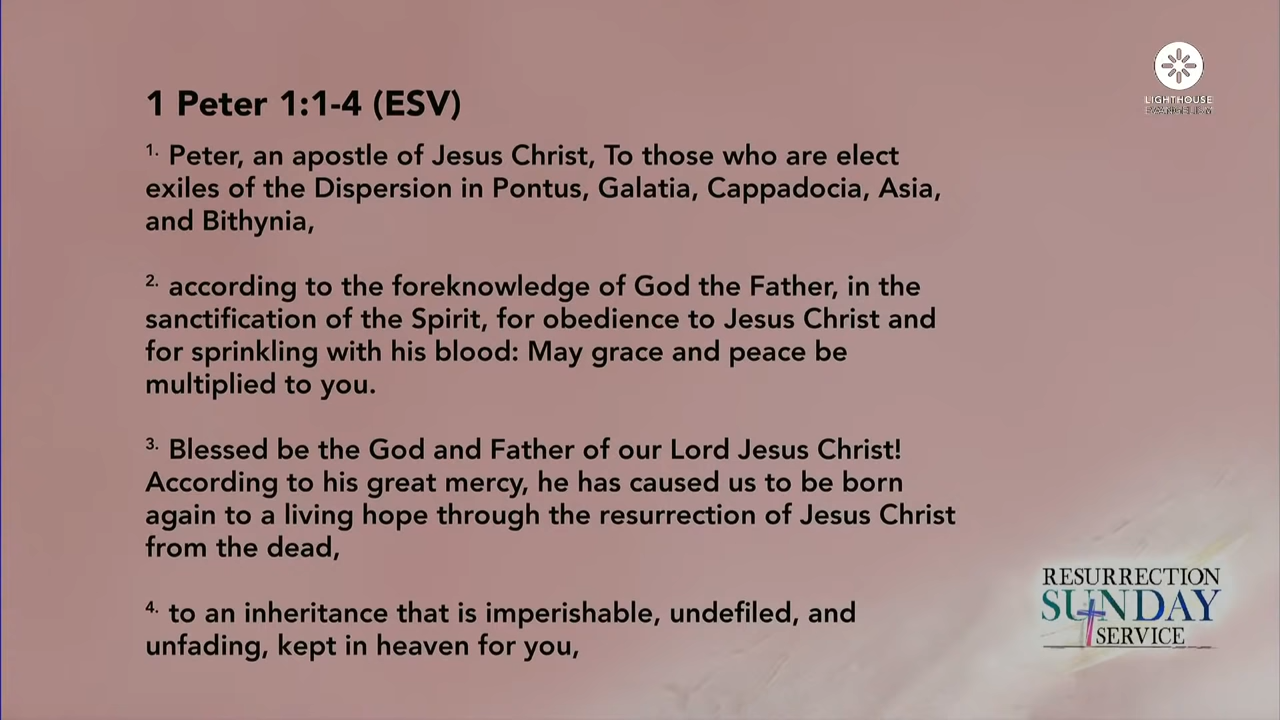 1 Peter 1:1-4 (ESV)
1. Peter, an apostle of Jesus Christ, To those who are elect
exiles of the Dispersion in Pontus, Galatia, Cappadocia, Asia,
and Bithynia,
2. according to the foreknowledge of God the Father, in the
sanctification of the Spirit, for obedience to Jesus Christ and
for sprinkling with his blood: May grace and peace be
multiplied to you.
3. Blessed be the God and Father of our Lord Jesus Christ!
According to his great mercy, he has caused us to be born
again to a living hope through the resurrection of Jesus Christ
from the dead,
4. to an inheritance that is imperishable, undefiled, and
unfading, kept in heaven for you,
LIGHTHOUSE
EVANGELISM
RESURRECTION
SUNDAY
SERVICE